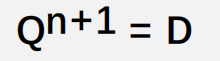 Qⁿ⁺¹ = D